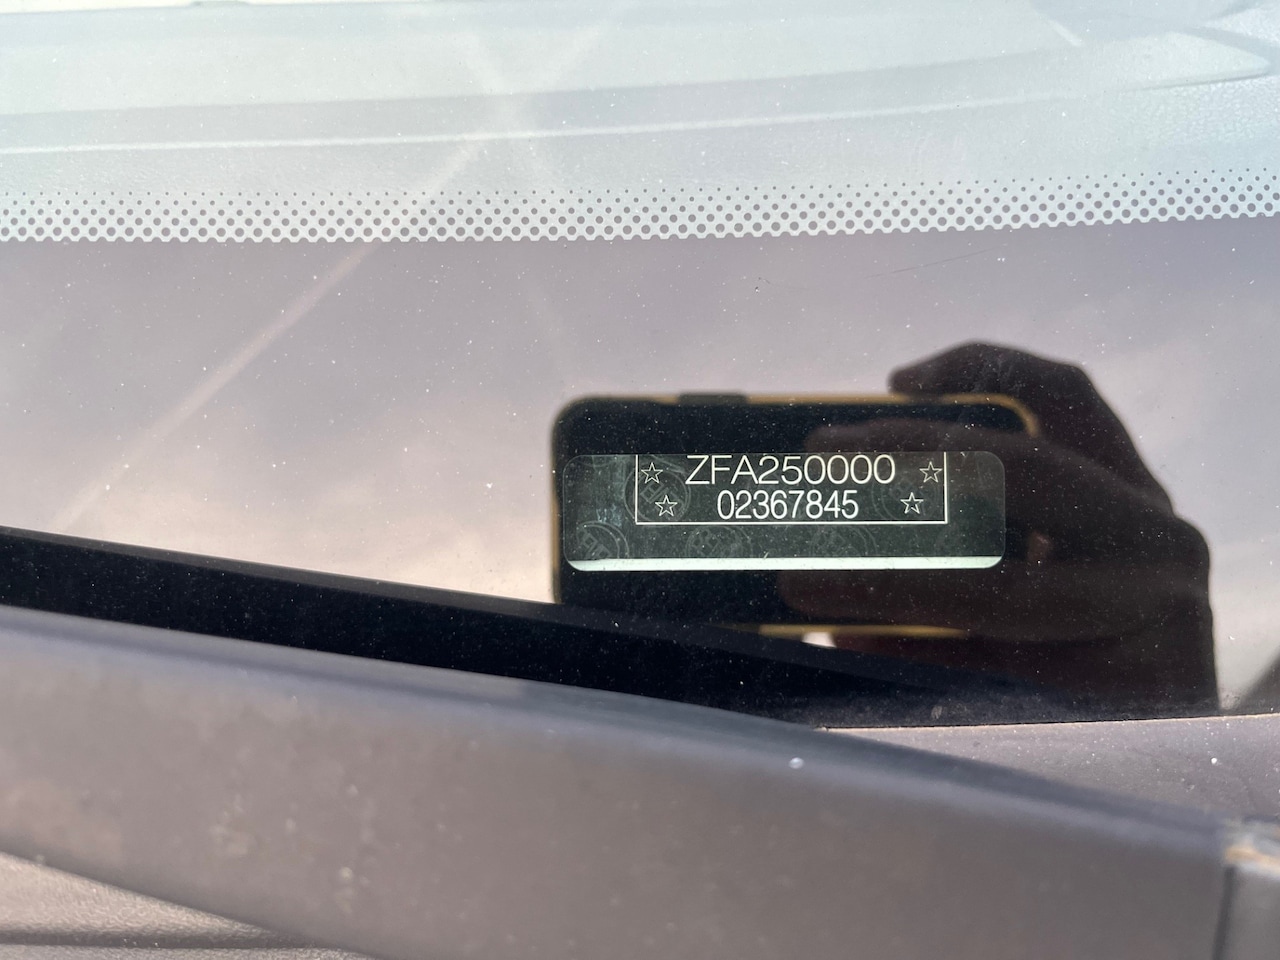 ☆ ZFA250000 ☆
☆ 02367845 ☆